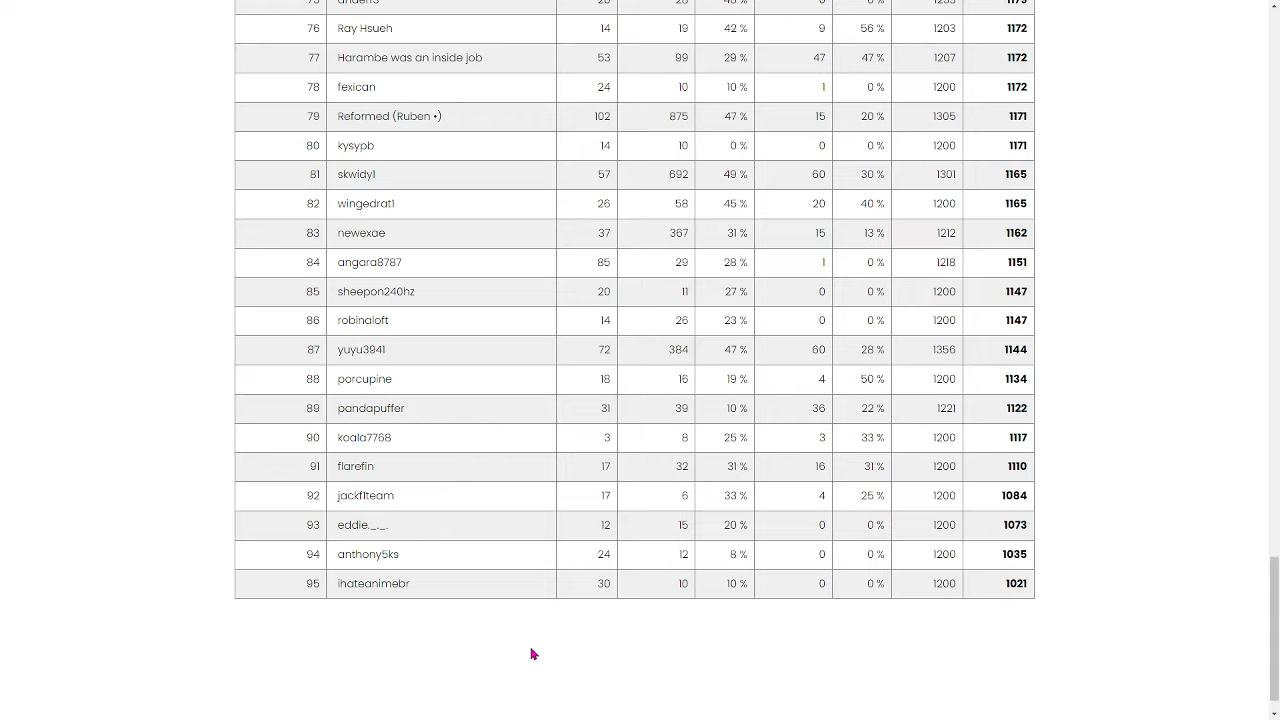 76 Ray Hsueh 14 19 42 % 9 56 % 1203 1172
77 Harambe was an inside job 53 99 29 % 47 47 % 1207 1172
78 fexican 24 10 10 % 1 0 % 1200 1172
79 Reformed (Ruben •) 102 875 47 % 15 20 % 1305 1171
80 kysypb 14 10 0 % 0 0 % 1200 1171
81 skwidy1 57 692 49 % 60 30 % 1301 1165
82 wingedrat1 26 58 45 % 20 40 % 1200 1165
83 newexae 37 367 31 % 15 13 % 1212 1162
84 angara8787 85 29 28 % 1 0 % 1218 1151
85 sheepon240hz 20 11 27 % 0 0 % 1200 1147
86 robinaloft 14 26 23 % 0 0 % 1200 1147
87 yuyu3941 72 384 47 % 60 28 % 1356 1144
88 porcupine 18 16 19 % 4 50 % 1200 1134
89 pandapuffer 31 39 10 % 36 22 % 1221 1122
90 koala7768 3 8 25 % 3 33 % 1200 1117
91 flarefin 17 32 31 % 16 31 % 1200 1110
92 jackf1team 17 6 33 % 4 25 % 1200 1084
93 eddie._._. 12 15 20 % 0 0 % 1200 1073
94 anthony5ks 24 12 8 % 0 0 % 1200 1035
95 ihateanimebr 30 10 10 % 0 0 % 1200 1021